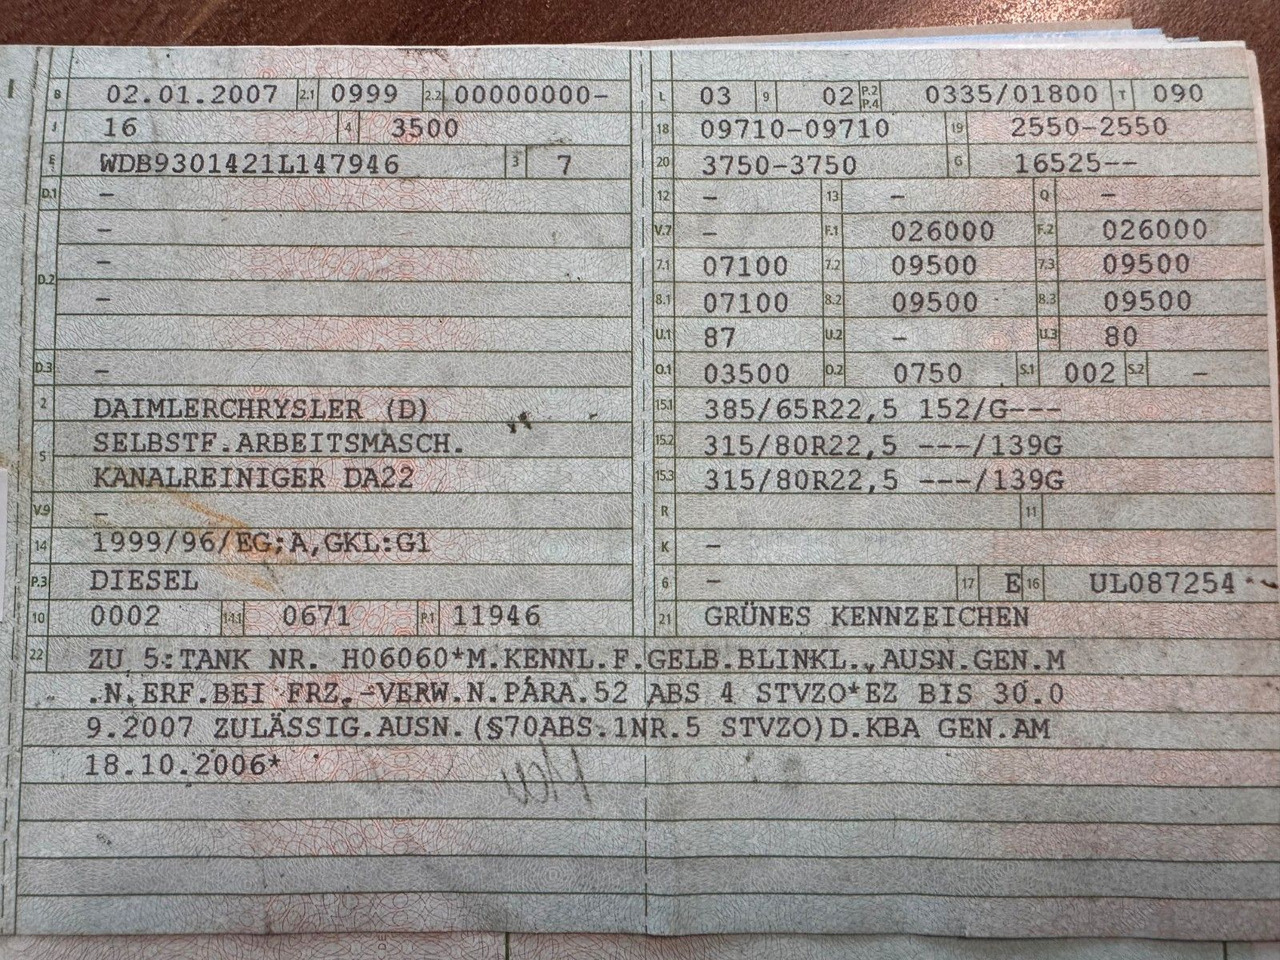 B 02.01.2007 2.1 0999 2.2 00000000-
J 16 4 3500
E WDB9301421L147946 3 7
D.1 -
-
D.2 -
-
D.3 -
2 DAIMLERCHRYSLER (D)
5 SELBSTF.ARBEITSMASCH.
KANALREINIGER DA22
V.9 -
14 1999/96/EG;A,GKL:G1
P.3 DIESEL
10 0002 14.1 0671 P.1 11946
L 03 9 02 P.2 P.4 0335/01800 T 090
18 09710-09710 19 2550-2550
20 3750-3750 G 16525--
12 - 13 - Q -
V.7 - F.1 026000 F.2 026000
7.1 07100 7.2 09500 7.3 09500
8.1 07100 8.2 09500 8.3 09500
U.1 87 U.2 - U.3 80
O.1 03500 O.2 0750 S.1 002 S.2 -
15.1 385/65R22,5 152/G---
15.2 315/80R22,5 ---/139G
15.3 315/80R22,5 ---/139G
R 11
K -
6 - 17 E 16 UL087254
21 GRÜNES KENNZEICHEN
22 ZU 5:TANK NR. H06060*M.KENNL.F.GELB.BLINKL., AUSN.GEN.M
.N.ERF.BEI FRZ.-VERW.N.PARA.52 ABS 4 STVZO*EZ BIS 30.0
9.2007 ZULÄSSIG.AUSN.(§70ABS.1NR.5 STVZO)D.KBA GEN.AM
18.10.2006*